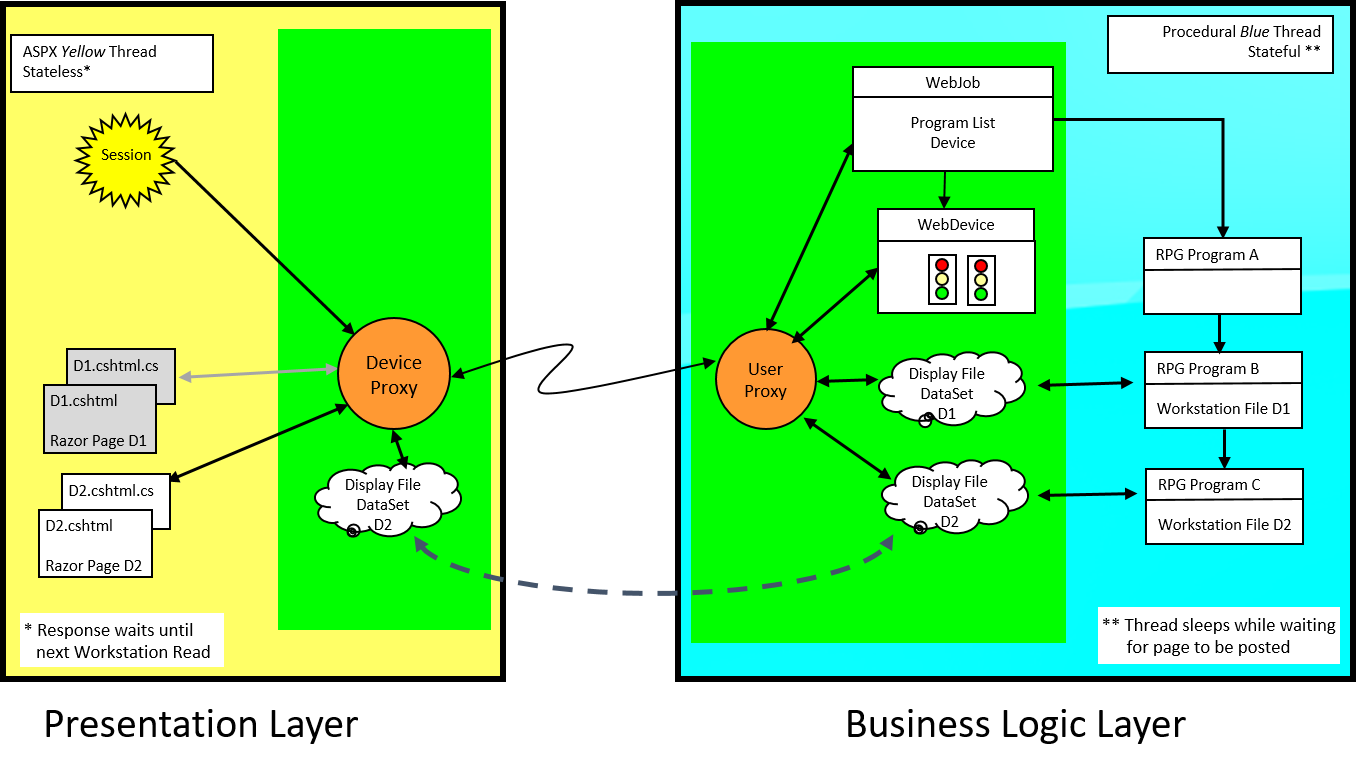 ASPX Yellow Thread
Stateless*
Session
Device
Proxy
D1.cshtml.cs
D1.cshtml
Razor Page D1
D2.cshtml.cs
D2.cshtml
Razor Page D2
Display File
DataSet
D2
* Response waits until
next Workstation Read
Presentation Layer
Procedural Blue Thread
Stateful **
WebJob
Program List
Device
WebDevice
User
Proxy
Display File
DataSet
D1
Display File
DataSet
D2
RPG Program A
RPG Program B
Workstation File D1
RPG Program C
Workstation File D2
** Thread sleeps while waiting
for page to be posted
Business Logic Layer